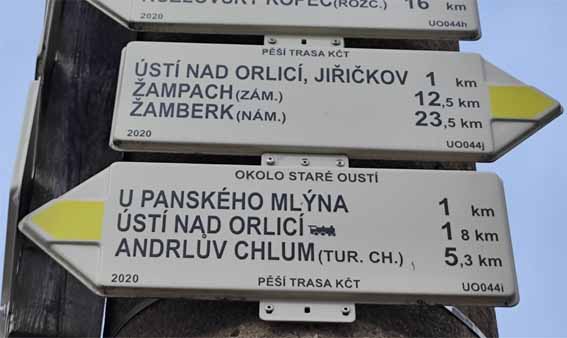 KOPEC (ROZC.) 16 km
2020 UO044h
PĚŠÍ TRASA KČT
ÚSTÍ NAD ORLICÍ, JIŘIČKOV 1 km
ŽAMPACH (ZÁM.) 12,5 km
ŽAMBERK (NÁM.) 23,5 km
2020 UO044j
OKOLO STARÉ OUSTÍ
U PANSKÉHO MLÝNA 1 km
ÚSTÍ NAD ORLICÍ 1 8 km
ANDRLŮV CHLUM (TUR. CH.) 5,3 km
2020 PĚŠÍ TRASA KČT UO044i